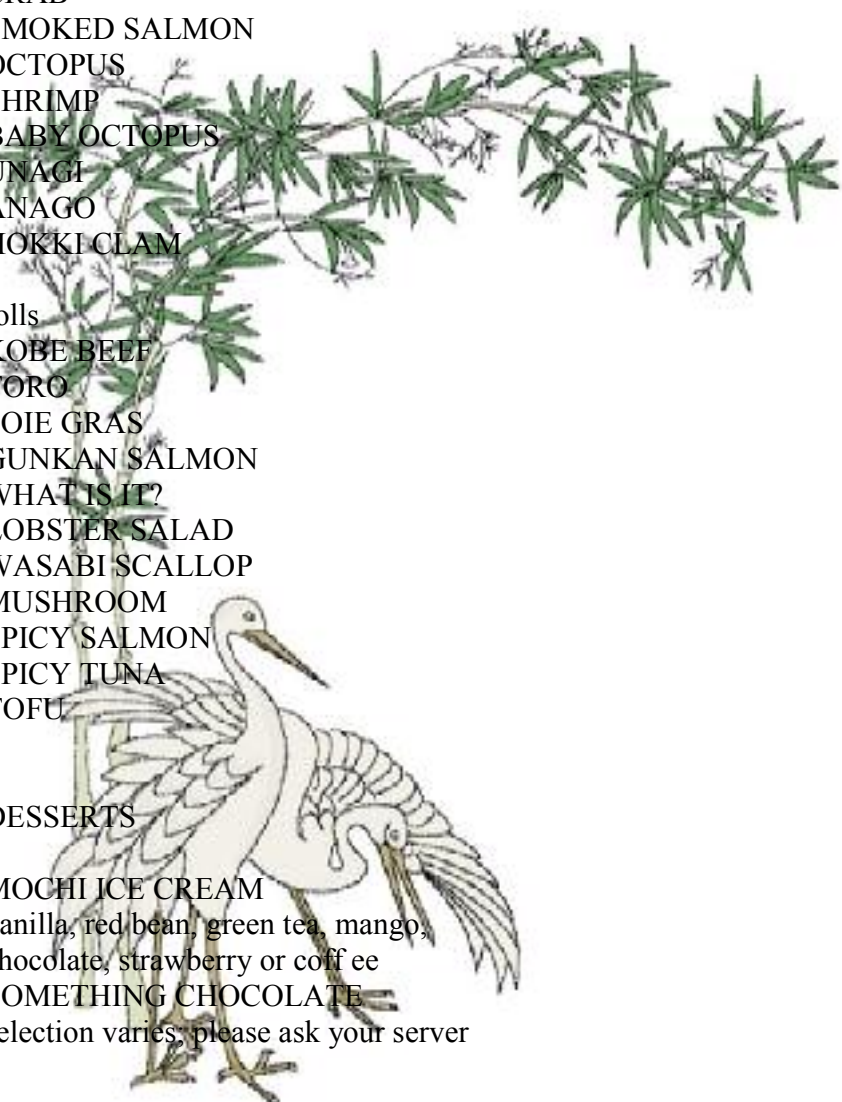 CRAB
MOKED SALMON
OCTOPUS
HRIMP
BABY OCTOPUS
UNAGI
ANAGO
HOKKI CLAM
olls
KOBE BEEF
TORO
OIE GRAS
GUNKAN SALMON
WHAT IS IT?
LOBSTER SALAD
WASABI SCALLOP
MUSHROOM
PICY SALMON
PICY TUNA
TOFU
DESSERTS
MOCHI ICE CREAM
anilla, red bean, green tea, mango,
hocolate, strawberry or coff ee
OMETHING CHOCOLATE
election varies, please ask your server